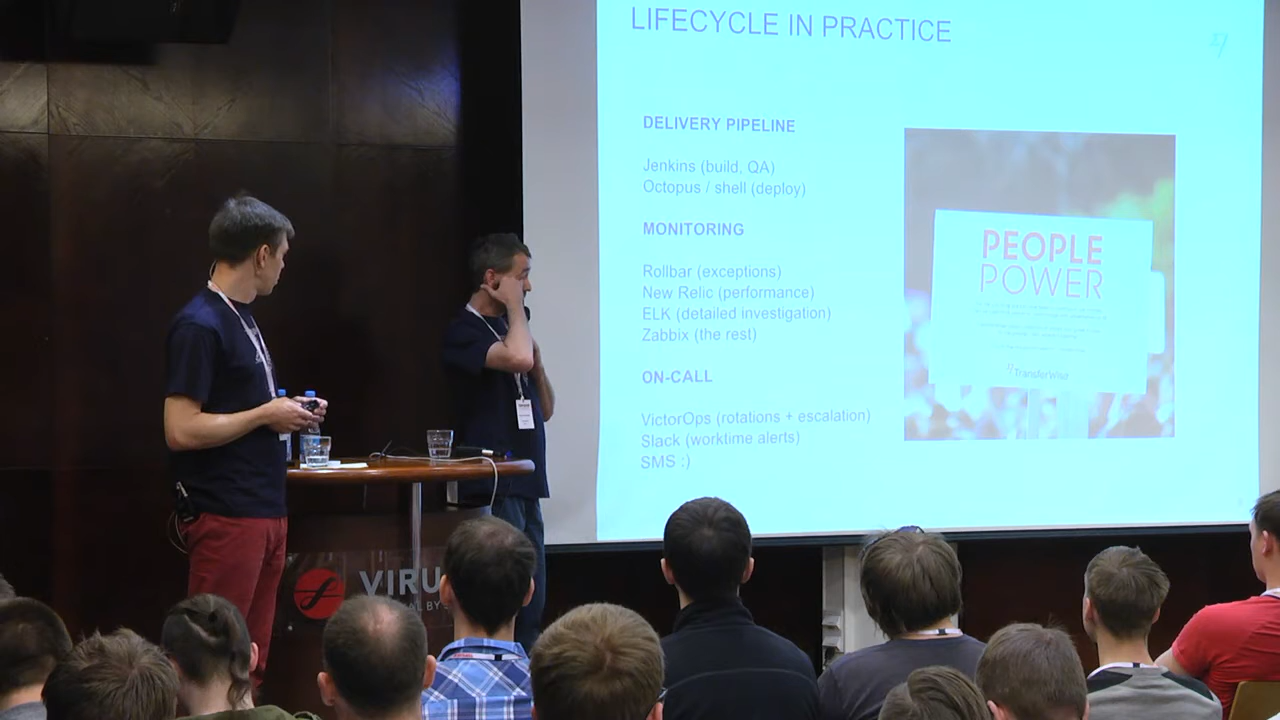 LIFECYCLE IN PRACTICE
DELIVERY PIPELINE
Jenkins (build, QA)
Octopus / shell (deploy)
MONITORING
Rollbar (exceptions)
New Relic (performance)
ELK (detailed investigation)
Zabbix (the rest)
ON-CALL
VictorOps (rotations + escalation)
Slack (worktime alerts)
SMS :)
PEOPLE
POWER
TransferWise
VIRU